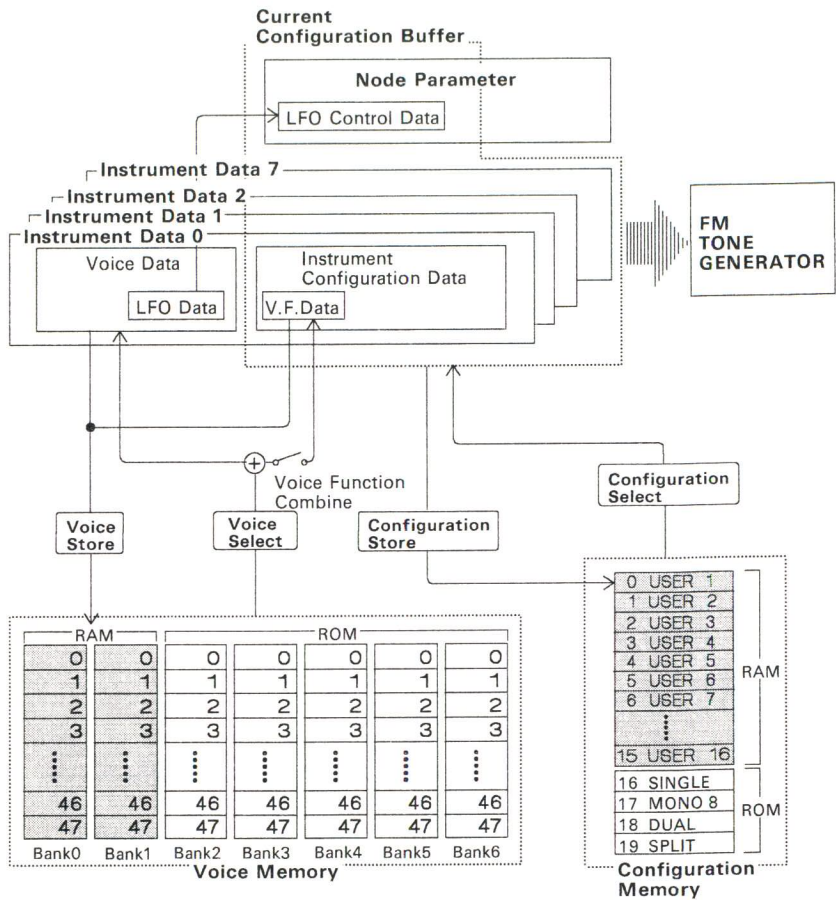 Current
Configuration Buffer
Node Parameter
LFO Control Data
Instrument Data 7
Instrument Data 2
Instrument Data 1
Instrument Data 0
Voice Data
LFO Data
Instrument
Configuration Data
V.F.Data
FM
TONE
GENERATOR
Voice Function
Combine
Voice
Store
Voice
Select
Configuration
Store
Configuration
Select
RAM ROM
0 0 0 0 0 0 0
1 1 1 1 1 1 1
2 2 2 2 2 2 2
3 3 3 3 3 3 3
46 46 46 46 46 46 46
47 47 47 47 47 47 47
Bank0 Bank1 Bank2 Bank3 Bank4 Bank5 Bank6
Voice Memory
0 USER 1
1 USER 2
2 USER 3
3 USER 4
4 USER 5
5 USER 6
6 USER 7
15 USER 16
RAM
16 SINGLE
17 MONO 8
18 DUAL
19 SPLIT
ROM
Configuration
Memory